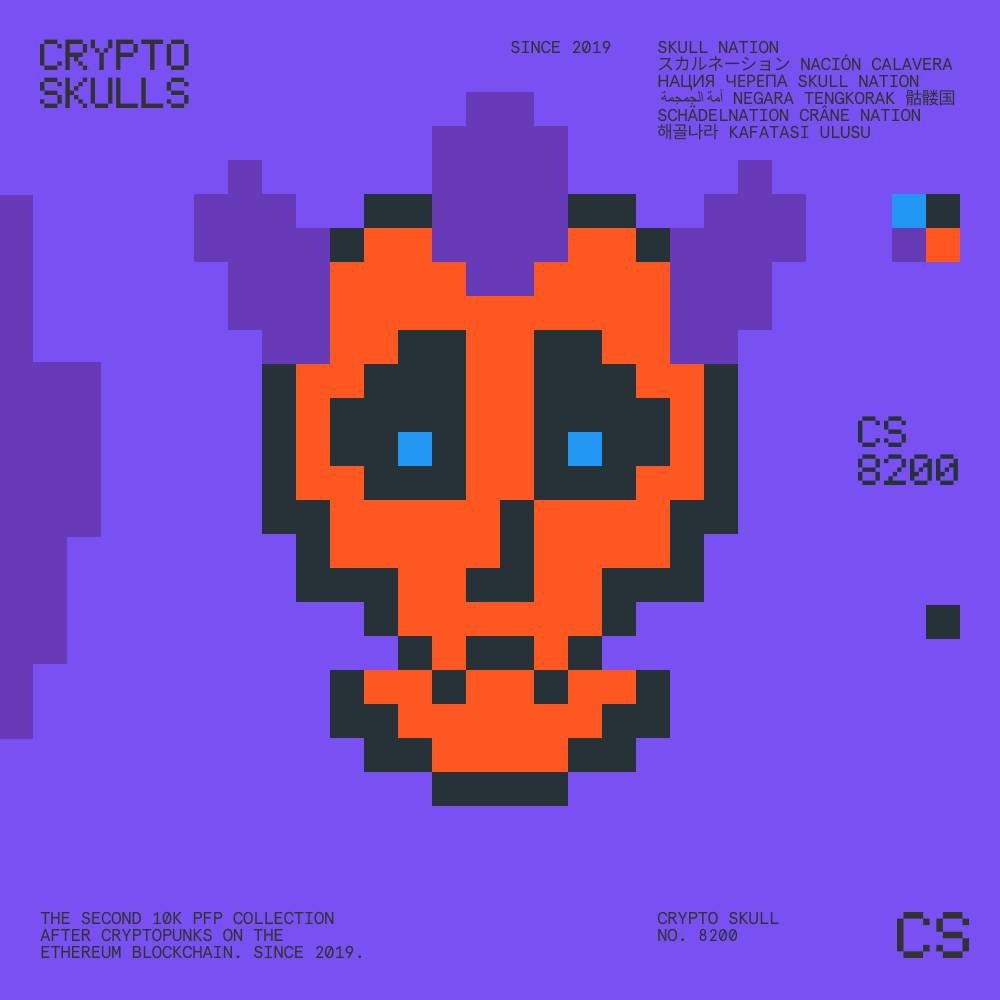 CRYPTO
SKULLS
SINCE 2019
SKULL NATION
スカルネーション NACIÓN CALAVERA
НАЦИЯ ЧЕРЕПА SKULL NATION
أمة الجمجمة NEGARA TENGKORAK 骷髅国
SCHÄDELNATION CRÂNE NATION
해골나라 KAFATASI ULUSU
CS
8200
THE SECOND 10K PFP COLLECTION
AFTER CRYPTOPUNKS ON THE
ETHEREUM BLOCKCHAIN. SINCE 2019.
CRYPTO SKULL
NO. 8200
CS